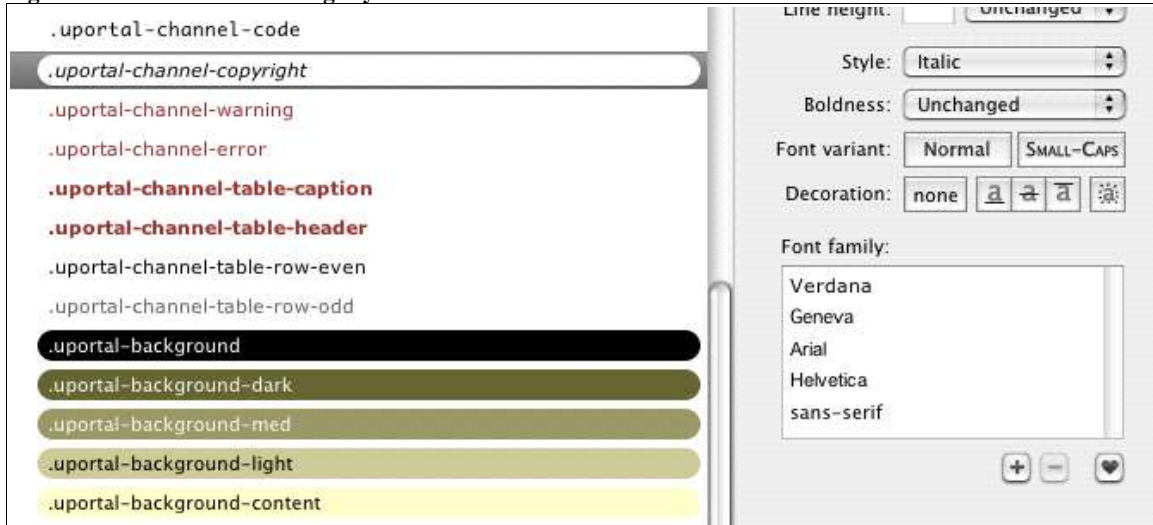 .uportal-channel-code
.uportal-channel-copyright
.uportal-channel-warning
.uportal-channel-error
.uportal-channel-table-caption
.uportal-channel-table-header
.uportal-channel-table-row-even
.uportal-channel-table-row-odd
.uportal-background
.uportal-background-dark
.uportal-background-med
.uportal-background-light
.uportal-background-content
Line height: Unchanged
Style: Italic
Boldness: Unchanged
Font variant: Normal Small-Caps
Decoration: none a a a a
Font family:
Verdana
Geneva
Arial
Helvetica
sans-serif